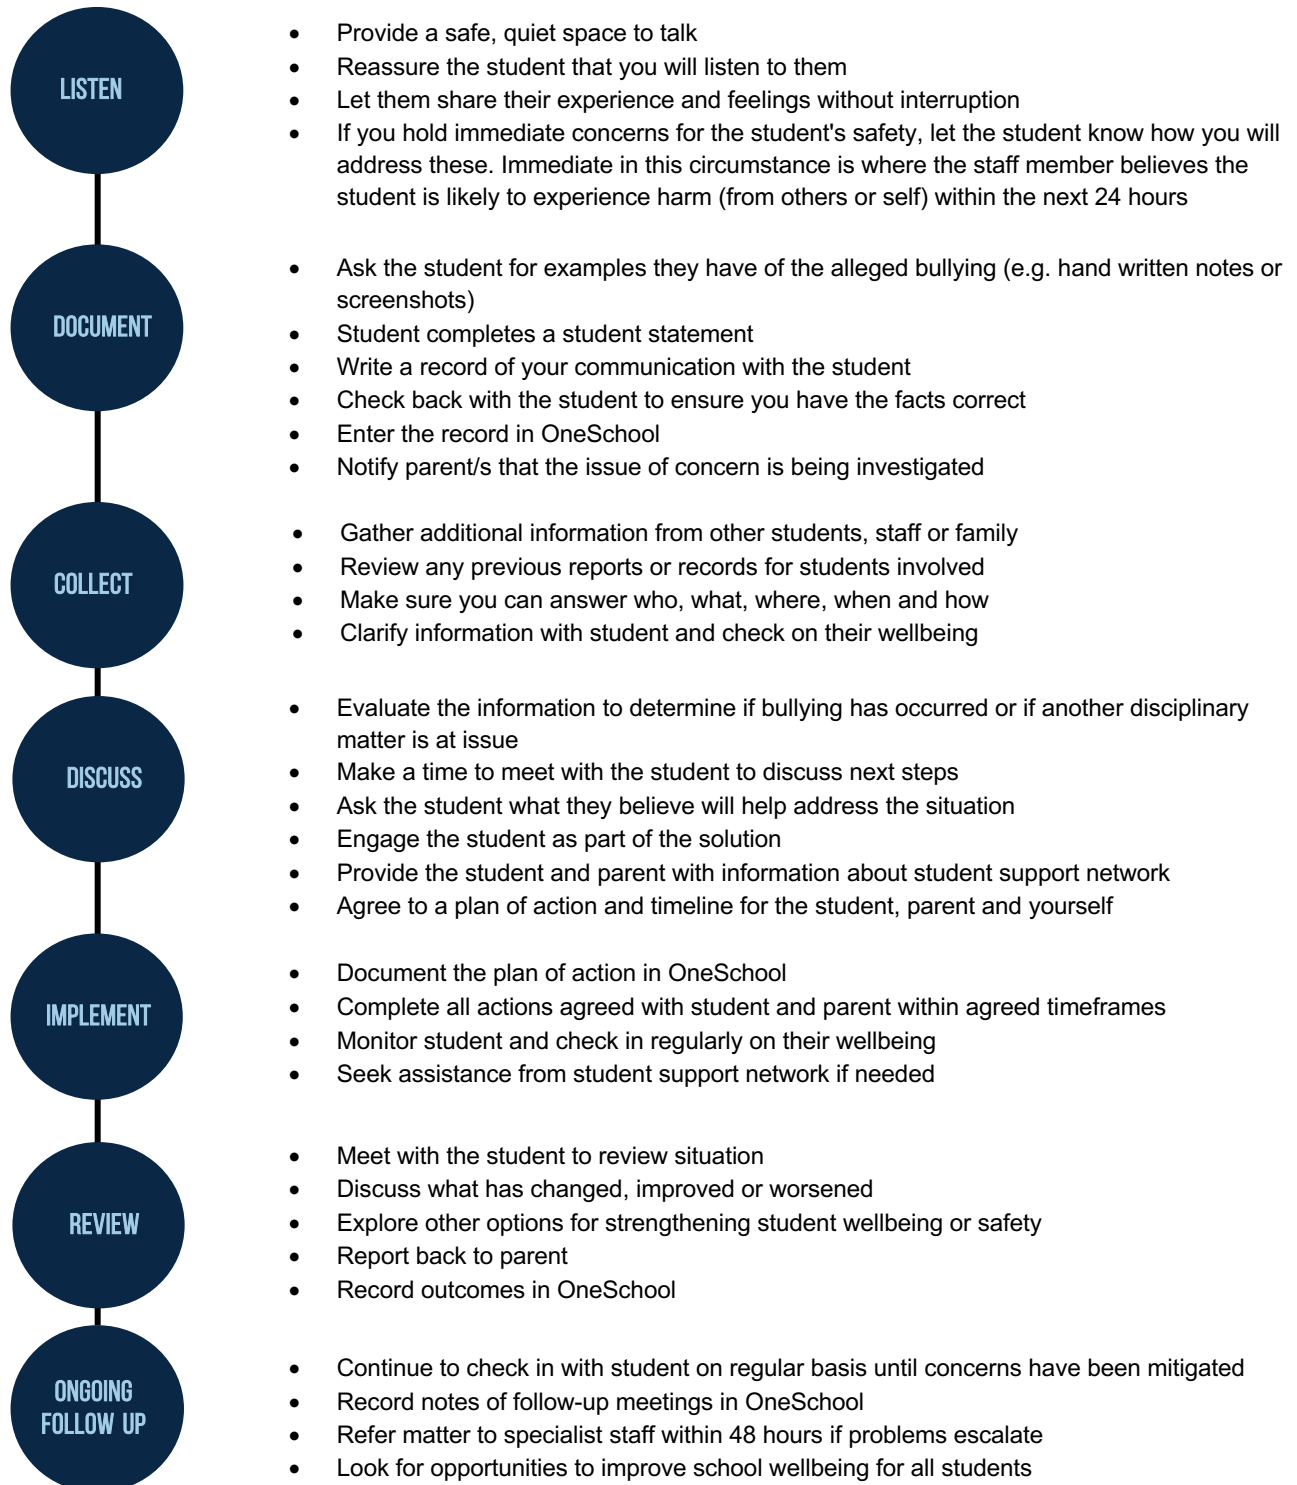 LISTEN
• Provide a safe, quiet space to talk
• Reassure the student that you will listen to them
• Let them share their experience and feelings without interruption
• If you hold immediate concerns for the student's safety, let the student know how you will
address these. Immediate in this circumstance is where the staff member believes the
student is likely to experience harm (from others or self) within the next 24 hours
DOCUMENT
• Ask the student for examples they have of the alleged bullying (e.g. hand written notes or
screenshots)
• Student completes a student statement
• Write a record of your communication with the student
• Check back with the student to ensure you have the facts correct
• Enter the record in OneSchool
• Notify parent/s that the issue of concern is being investigated
COLLECT
• Gather additional information from other students, staff or family
• Review any previous reports or records for students involved
• Make sure you can answer who, what, where, when and how
• Clarify information with student and check on their wellbeing
DISCUSS
• Evaluate the information to determine if bullying has occurred or if another disciplinary
matter is at issue
• Make a time to meet with the student to discuss next steps
• Ask the student what they believe will help address the situation
• Engage the student as part of the solution
• Provide the student and parent with information about student support network
• Agree to a plan of action and timeline for the student, parent and yourself
IMPLEMENT
• Document the plan of action in OneSchool
• Complete all actions agreed with student and parent within agreed timeframes
• Monitor student and check in regularly on their wellbeing
• Seek assistance from student support network if needed
REVIEW
• Meet with the student to review situation
• Discuss what has changed, improved or worsened
• Explore other options for strengthening student wellbeing or safety
• Report back to parent
• Record outcomes in OneSchool
ONGOING
FOLLOW UP
• Continue to check in with student on regular basis until concerns have been mitigated
• Record notes of follow-up meetings in OneSchool
• Refer matter to specialist staff within 48 hours if problems escalate
• Look for opportunities to improve school wellbeing for all students